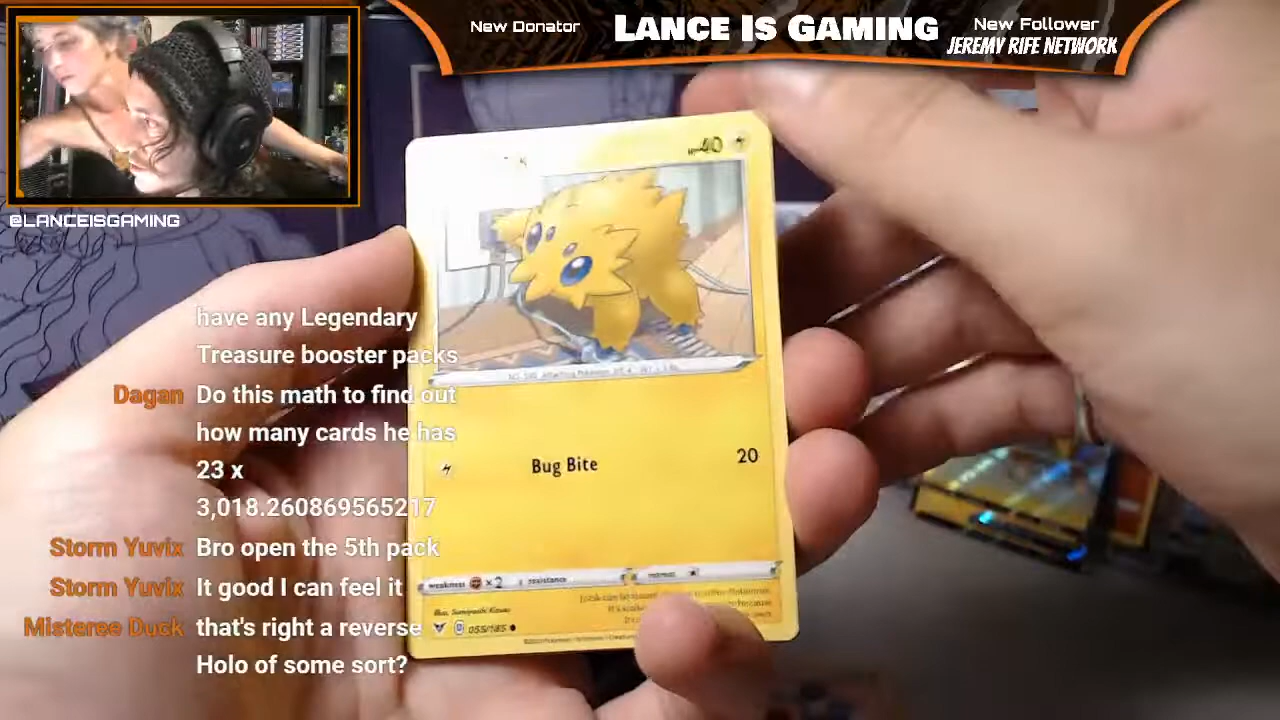 New Donator
LANCE IS GAMING
New Follower
JEREMY RIFE NETWORK
@LANCEISGAMING
40
have any Legendary
Treasure booster packs
Dagan Do this math to find out
how many cards he has
23 x
3,018.260869565217
Storm Yuvix Bro open the 5th pack
Storm Yuvix It good I can feel it
Misteree Duck that's right a reverse
Holo of some sort?
Bug Bite 20
weakness ×2 resistance retreat
055/185